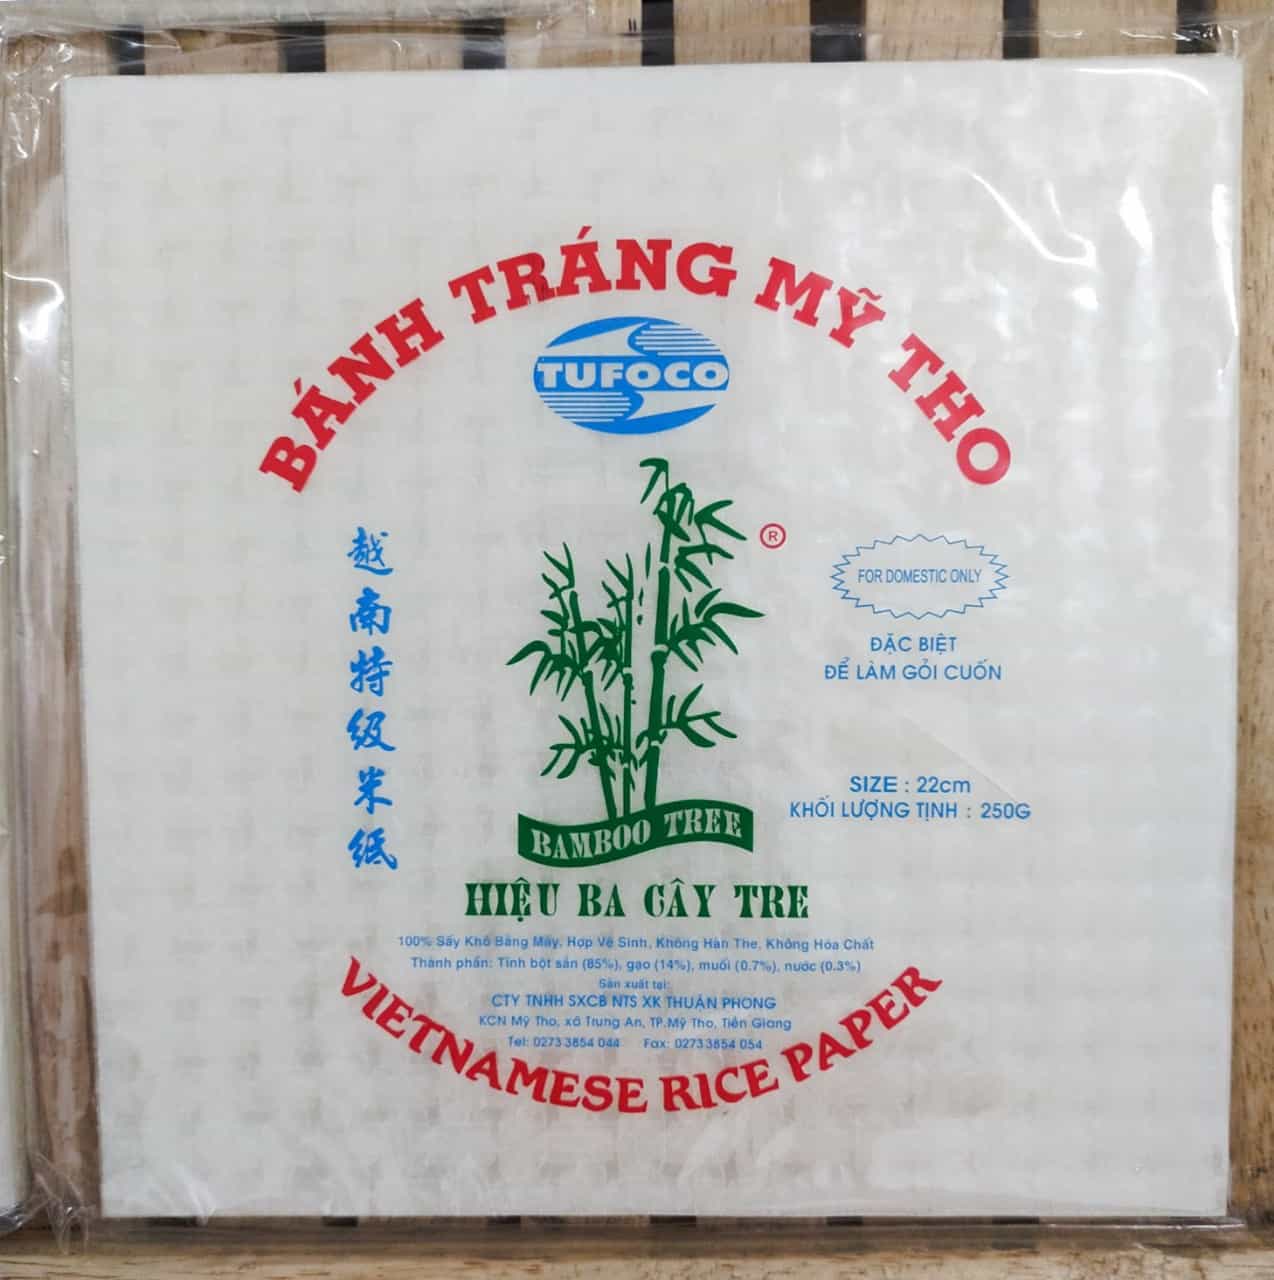 BÁNH TRÁNG MỸ THO
TUFOCO
®
越南特级米纸
FOR DOMESTIC ONLY
ĐẶC BIỆT
ĐỂ LÀM GỎI CUỐN
SIZE : 22cm
KHỐI LƯỢNG TỊNH : 250G
BAMBOO TREE
HIỆU BA CÂY TRE
100% Sấy Khô Bằng Máy, Hợp Vệ Sinh, Không Hàn The, Không Hóa Chất
Thành phần: Tinh bột sắn (85%), gạo (14%), muối (0.7%), nước (0.3%)
Sản xuất tại:
CTY TNHH SXCB NTS XK THUẬN PHONG
KCN Mỹ Tho, xã Trung An, TP.Mỹ Tho, Tiền Giang
Tel: 0273 3854 044 Fax: 0273 3854 054
VIETNAMESE RICE PAPER